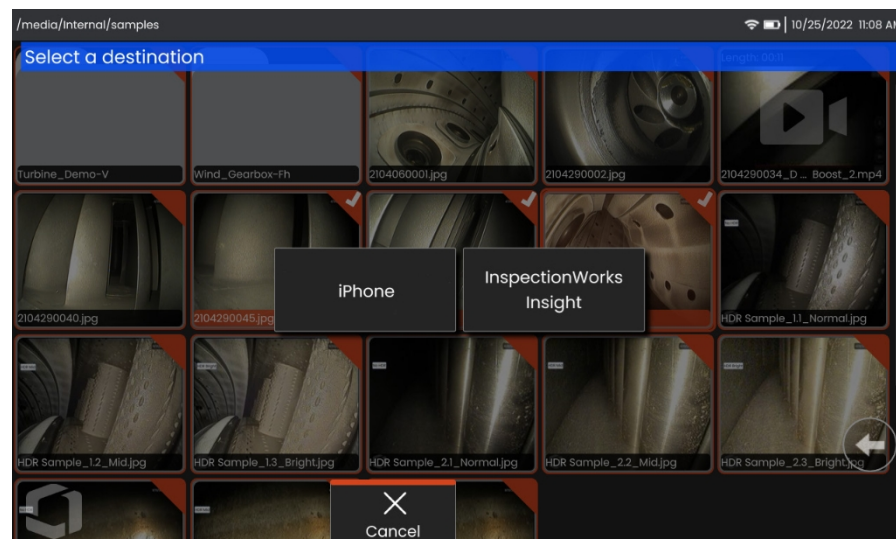 /media/Internal/samples
10/25/2022 11:08 AM
Select a destination
Length: 00:11
Turbine_Demo-V
Wind_Gearbox-Fh
2104060001.jpg
2104290002.jpg
2104290034_D ... Boost_2.mp4
2104290040.jpg
2104290045.jpg
iPhone
InspectionWorks
Insight
HDR Sample_1.1_Normal.jpg
HDR Sample_1.2_Mid.jpg
HDR Sample_1.3_Bright.jpg
HDR Sample_2.1_Normal.jpg
HDR Sample_2.2_Mid.jpg
HDR Sample_2.3_Bright.jpg
Cancel